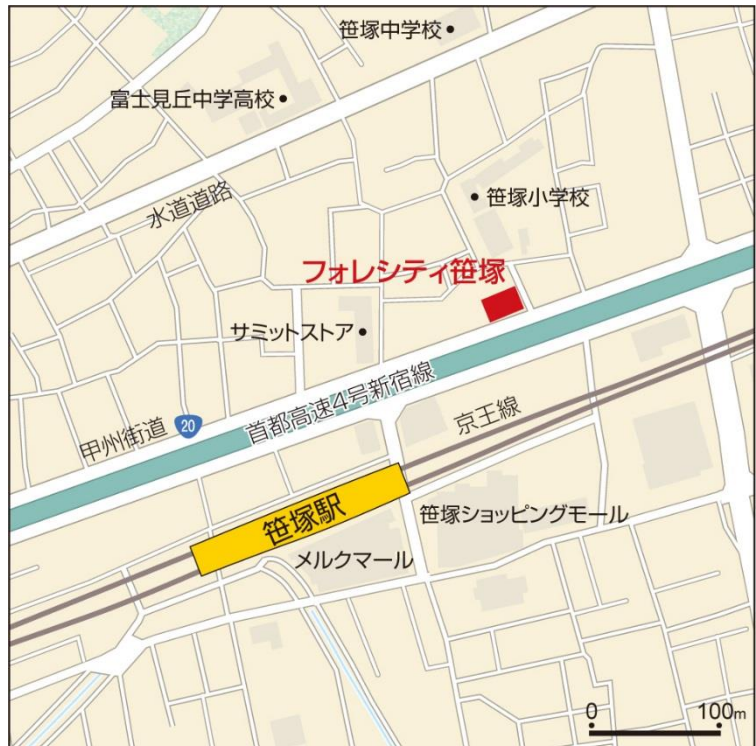 笹塚中学校
富士見丘中学高校
水道道路
笹塚小学校
フォレシティ笹塚
サミットストア
首都高速4号新宿線
甲州街道
20
京王線
笹塚駅
笹塚ショッピングモール
メルクマール
0 100m